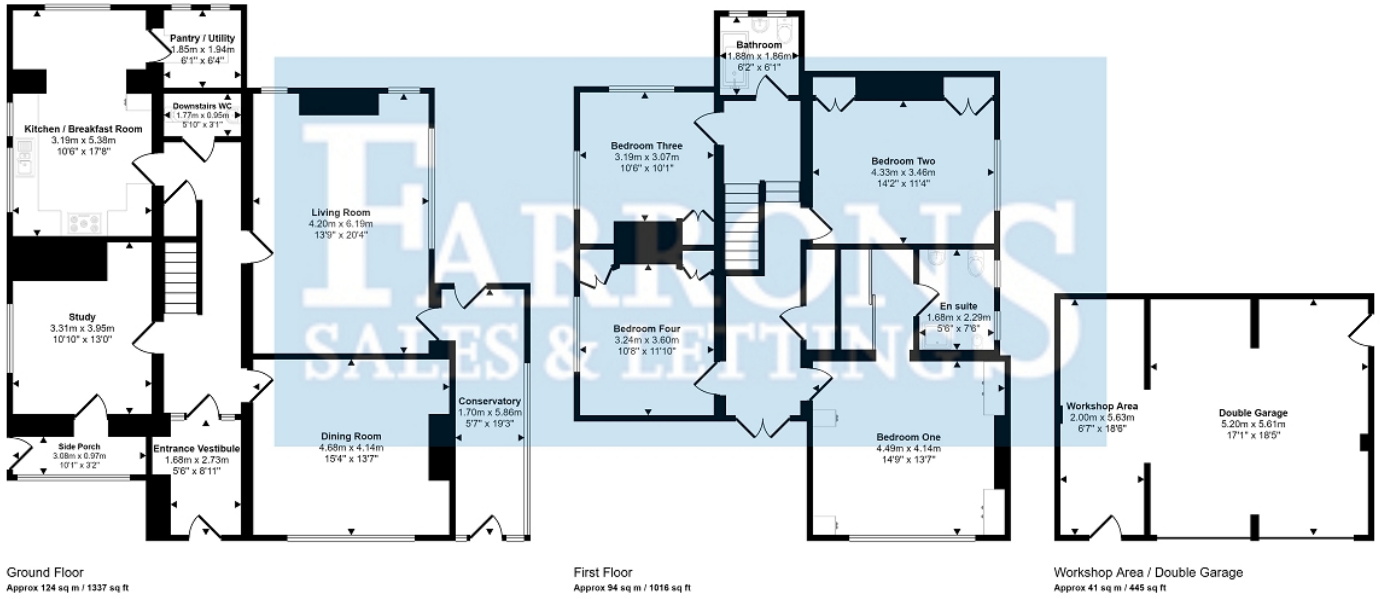 Pantry / Utility
1.85m x 1.94m
6'1" x 6'4"
Downstairs WC
1.77m x 0.95m
5'10" x 3'1"
Kitchen / Breakfast Room
3.19m x 5.38m
10'6" x 17'8"
Living Room
4.20m x 6.19m
13'9" x 20'4"
Study
3.31m x 3.95m
10'10" x 13'0"
Side Porch
3.08m x 0.97m
10'1" x 3'2"
Entrance Vestibule
1.68m x 2.73m
5'6" x 8'11"
Dining Room
4.68m x 4.14m
15'4" x 13'7"
Conservatory
1.70m x 5.86m
5'7" x 19'3"
Ground Floor
Approx 124 sq m / 1337 sq ft
FARRONS
SALES & LETTINGS
Bathroom
1.88m x 1.86m
6'2" x 6'1"
Bedroom Three
3.19m x 3.07m
10'6" x 10'1"
Bedroom Two
4.33m x 3.46m
14'2" x 11'4"
Bedroom Four
3.24m x 3.60m
10'8" x 11'10"
En suite
1.68m x 2.29m
5'6" x 7'6"
Bedroom One
4.49m x 4.14m
14'9" x 13'7"
First Floor
Approx 94 sq m / 1016 sq ft
Workshop Area
2.00m x 5.63m
6'7" x 18'6"
Double Garage
5.20m x 5.61m
17'1" x 18'5"
Workshop Area / Double Garage
Approx 41 sq m / 445 sq ft